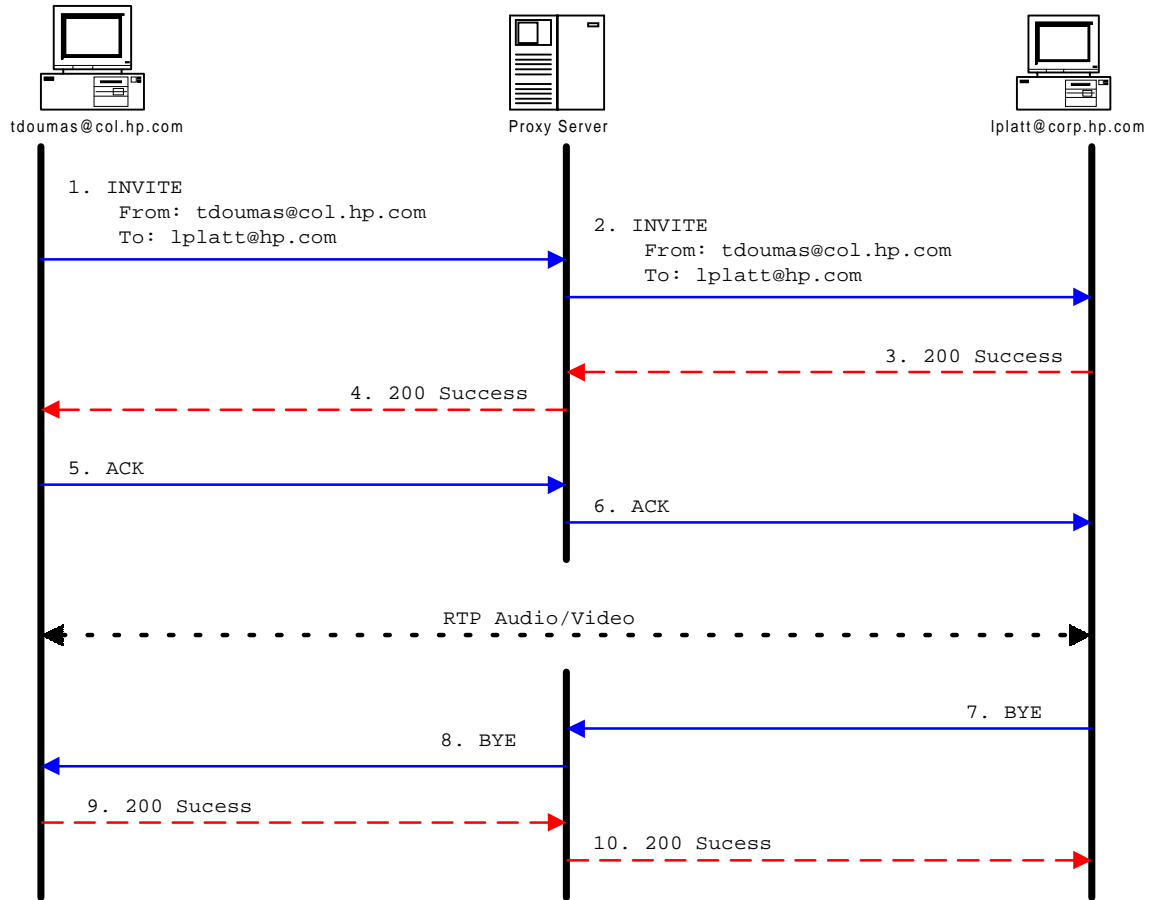 tdoumas@col.hp.com
Proxy Server
lplatt@corp.hp.com
1. INVITE
From: tdoumas@col.hp.com
To: lplatt@hp.com
2. INVITE
From: tdoumas@col.hp.com
To: lplatt@hp.com
3. 200 Success
4. 200 Success
5. ACK
6. ACK
RTP Audio/Video
7. BYE
8. BYE
9. 200 Sucess
10. 200 Sucess